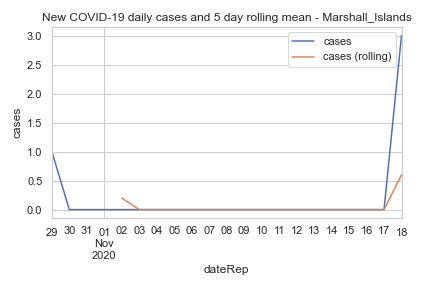 New COVID-19 daily cases and 5 day rolling mean - Marshall_Islands
cases
cases (rolling)
cases
3.0
2.5
2.0
1.5
1.0
0.5
0.0
29 30 31 01 02 03 04 05 06 07 08 09 10 11 12 13 14 15 16 17 18
Nov
2020
dateRep